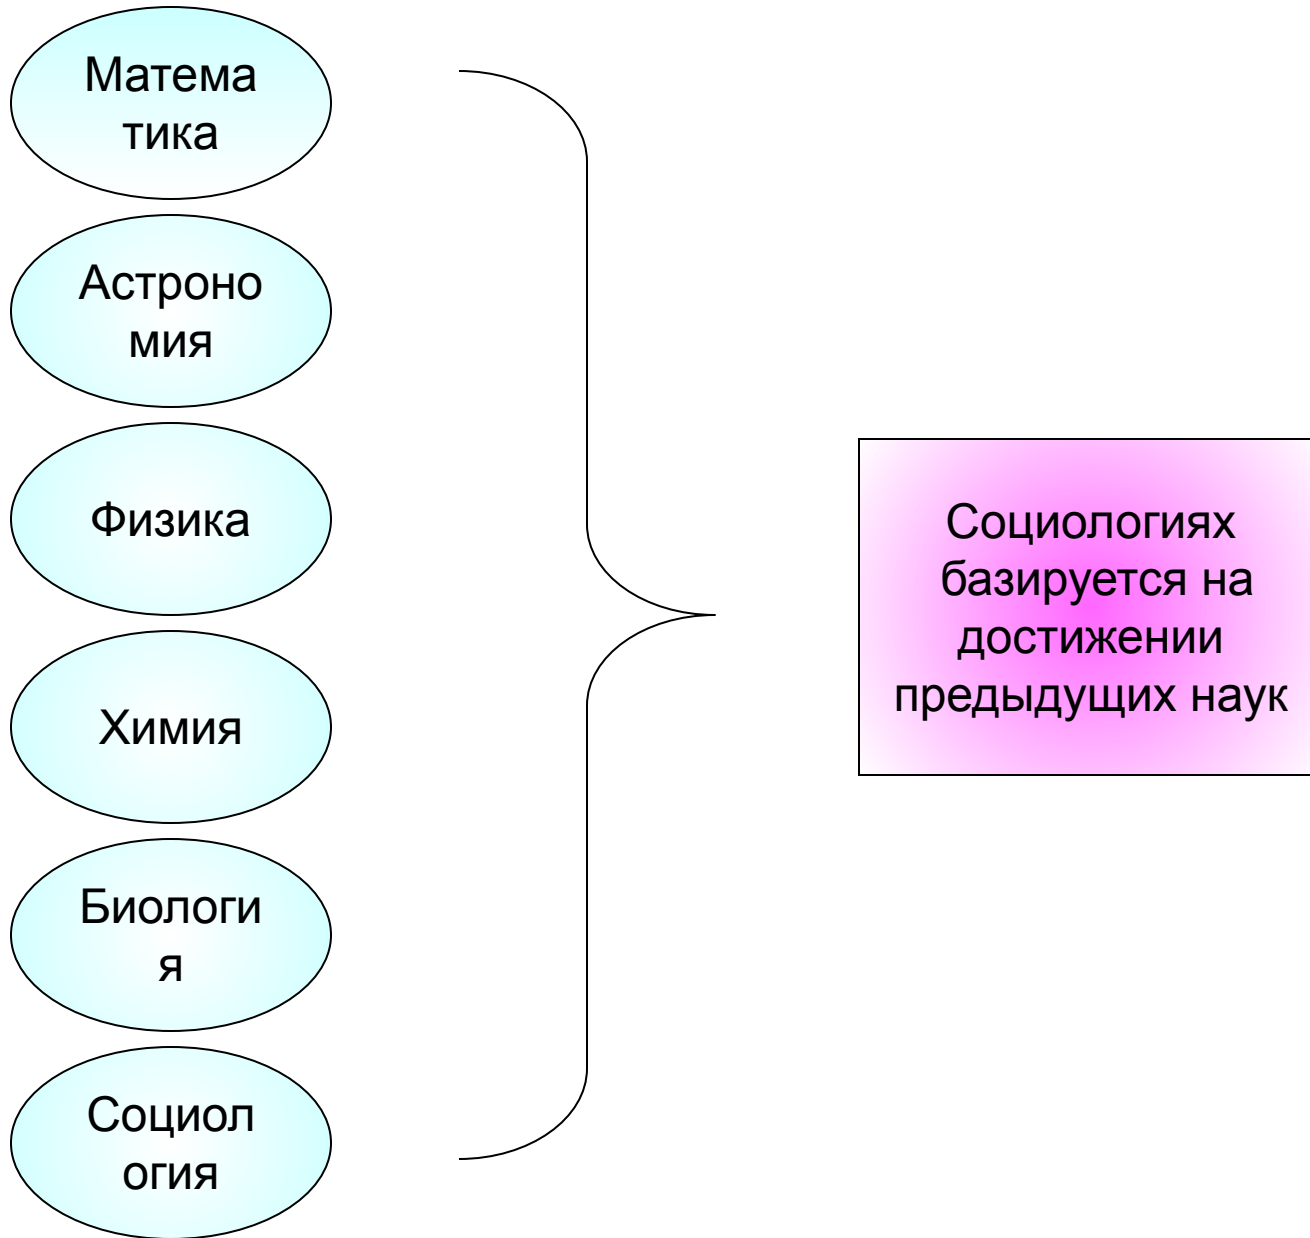 Матема
тика
Астроно
мия
Физика
Химия
Биологи
я
Социол
огия
Социологиях
базируется на
достижении
предыдущих наук